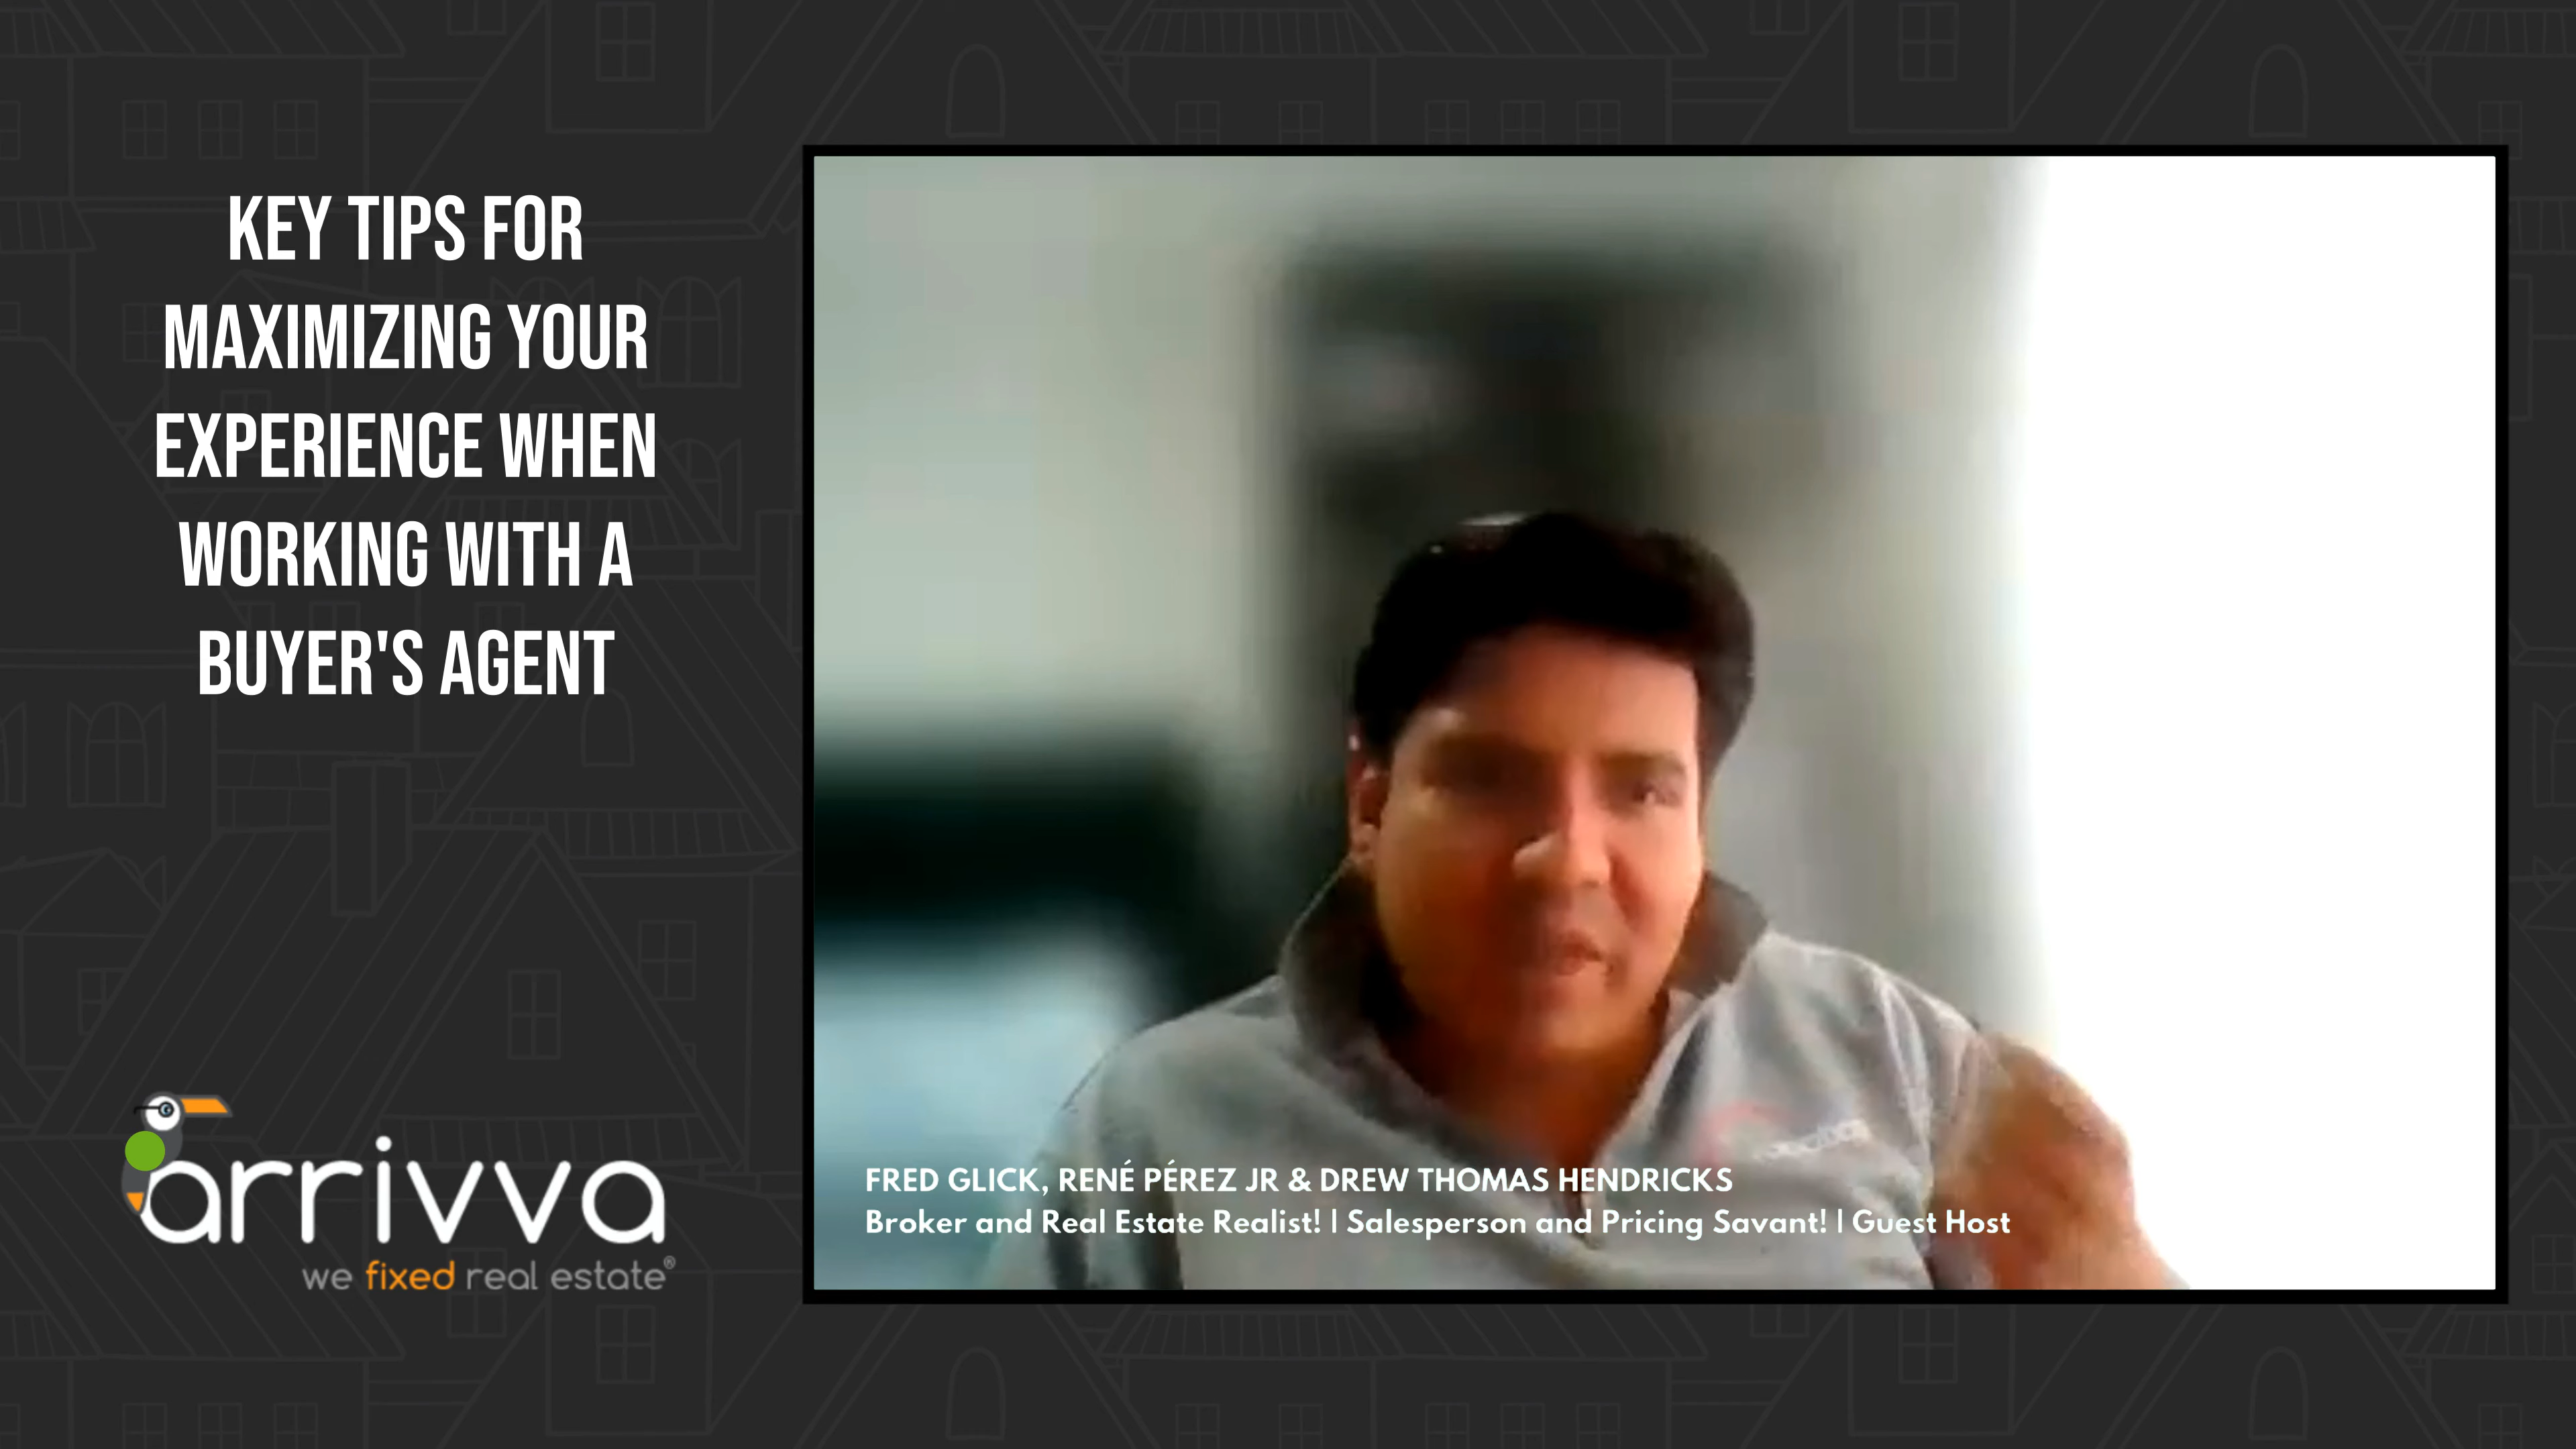 KEY TIPS FOR
MAXIMIZING YOUR
EXPERIENCE WHEN
WORKING WITH A
BUYER'S AGENT
arrivva
we fixed real estate®
FRED GLICK, RENÉ PÉREZ JR & DREW THOMAS HENDRICKS
Broker and Real Estate Realist! | Salesperson and Pricing Savant! | Guest Host